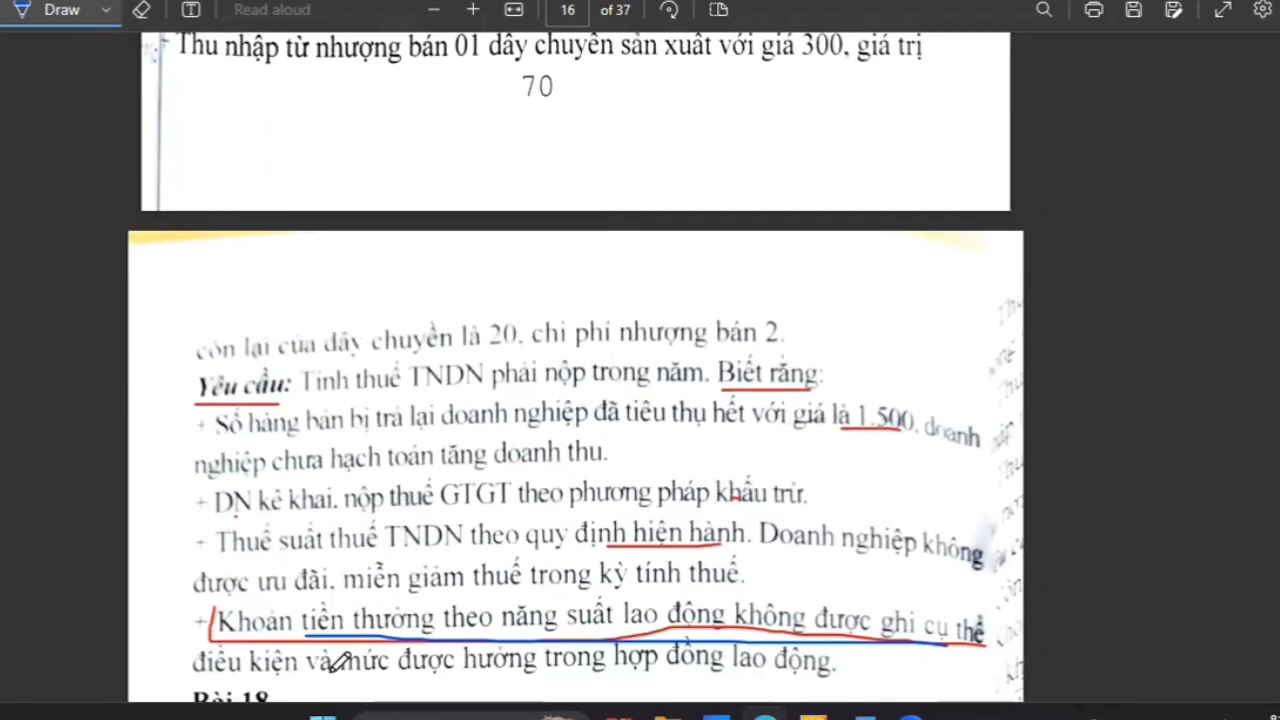 Draw
Read aloud
16 of 37
- Thu nhập từ nhượng bán 01 dây chuyền sản xuất với giá 300, giá trị
70
còn lại của dây chuyền là 20, chi phí nhượng bán 2.
Yêu cầu: Tính thuế TNDN phải nộp trong năm. Biết rằng:
+ Số hàng bán bị trả lại doanh nghiệp đã tiêu thụ hết với giá là 1.500, doanh
nghiệp chưa hạch toán tăng doanh thu.
+ DN kê khai, nộp thuế GTGT theo phương pháp khấu trừ.
+ Thuế suất thuế TNDN theo quy định hiện hành. Doanh nghiệp không
được ưu đãi, miễn giảm thuế trong kỳ tính thuế.
+ Khoản tiền thưởng theo năng suất lao động không được ghi cụ thể
điều kiện và mức được hưởng trong hợp đồng lao động.
Bài 18